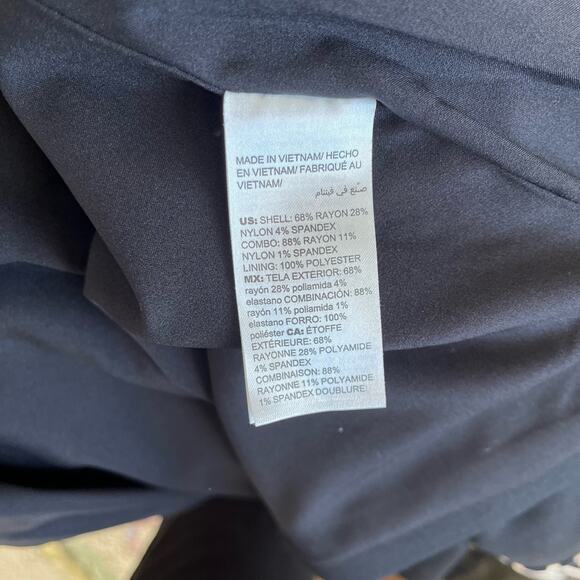 MADE IN VIETNAM/ HECHO
EN VIETNAM/ FABRIQUÉ AU
VIETNAM/
صنع في فيتنام
US: SHELL: 68% RAYON 28%
NYLON 4% SPANDEX
COMBO: 88% RAYON 11%
NYLON 1% SPANDEX
LINING: 100% POLYESTER
MX: TELA EXTERIOR: 68%
rayón 28% poliamida 4%
elastano COMBINACIÓN: 88%
rayón 11% poliamida 1%
elastano FORRO: 100%
poliéster CA: ÉTOFFE
EXTÉRIEURE: 68%
RAYONNE 28% POLYAMIDE
4% SPANDEX
COMBINAISON: 88%
RAYONNE 11% POLYAMIDE
1% SPANDEX DOUBLURE: